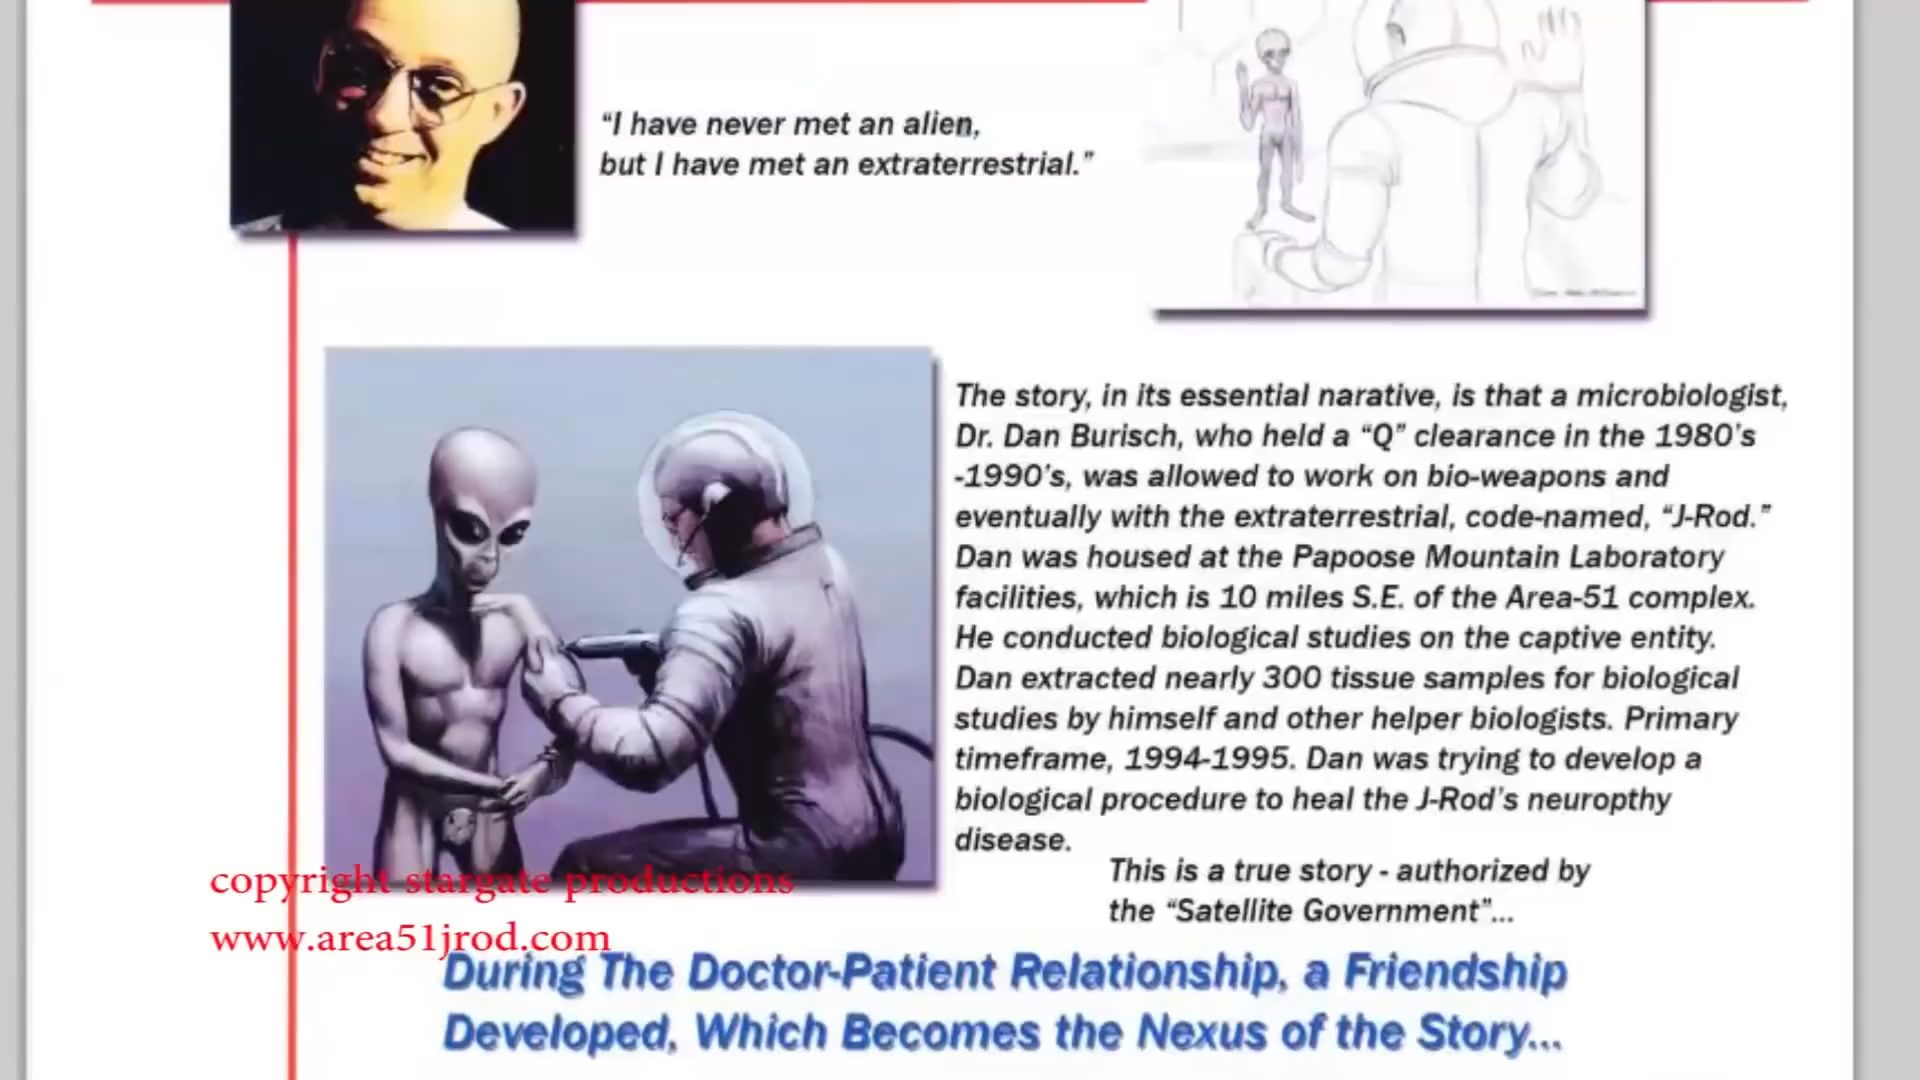 “I have never met an alien,
but I have met an extraterrestrial.”
The story, in its essential narative, is that a microbiologist,
Dr. Dan Burisch, who held a “Q” clearance in the 1980’s
-1990’s, was allowed to work on bio-weapons and
eventually with the extraterrestrial, code-named, “J-Rod.”
Dan was housed at the Papoose Mountain Laboratory
facilities, which is 10 miles S.E. of the Area-51 complex.
He conducted biological studies on the captive entity.
Dan extracted nearly 300 tissue samples for biological
studies by himself and other helper biologists. Primary
timeframe, 1994-1995. Dan was trying to develop a
biological procedure to heal the J-Rod’s neuropthy
disease.
This is a true story - authorized by
the “Satellite Government”...
copyright stargate productions
www.area51jrod.com
During The Doctor-Patient Relationship, a Friendship
Developed, Which Becomes the Nexus of the Story...